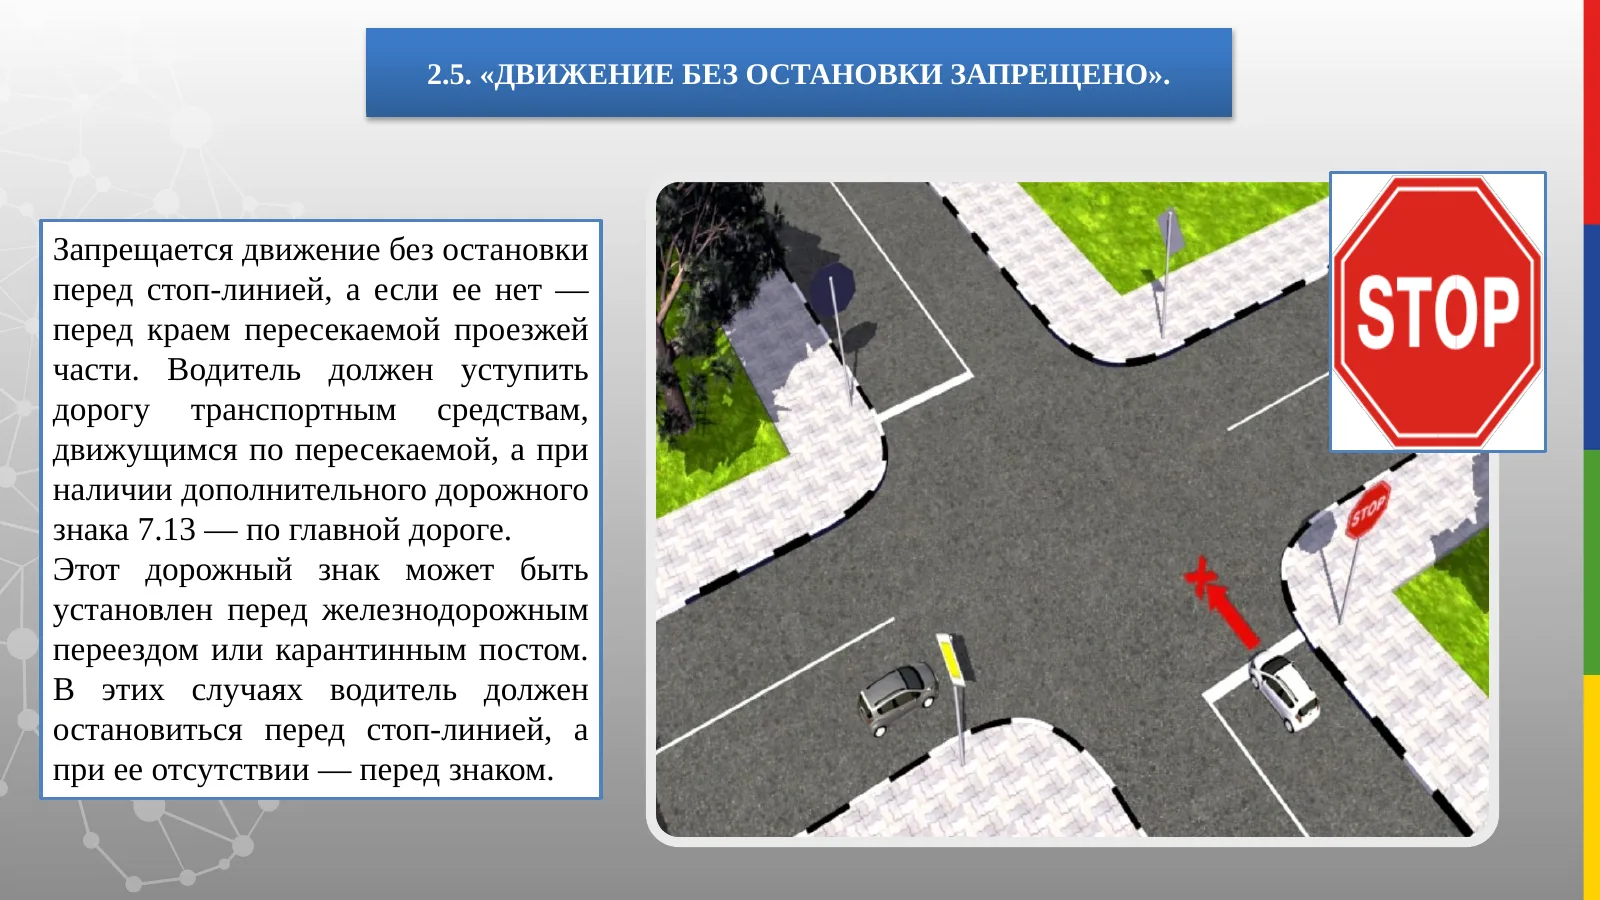 2.5. «ДВИЖЕНИЕ БЕЗ ОСТАНОВКИ ЗАПРЕЩЕНО».
Запрещается движение без остановки
перед стоп-линией, а если ее нет —
перед краем пересекаемой проезжей
части. Водитель должен уступить
дорогу транспортным средствам,
движущимся по пересекаемой, а при
наличии дополнительного дорожного
знака 7.13 — по главной дороге.
Этот дорожный знак может быть
установлен перед железнодорожным
переездом или карантинным постом.
В этих случаях водитель должен
остановиться перед стоп-линией, а
при ее отсутствии — перед знаком.
STOP
STOP